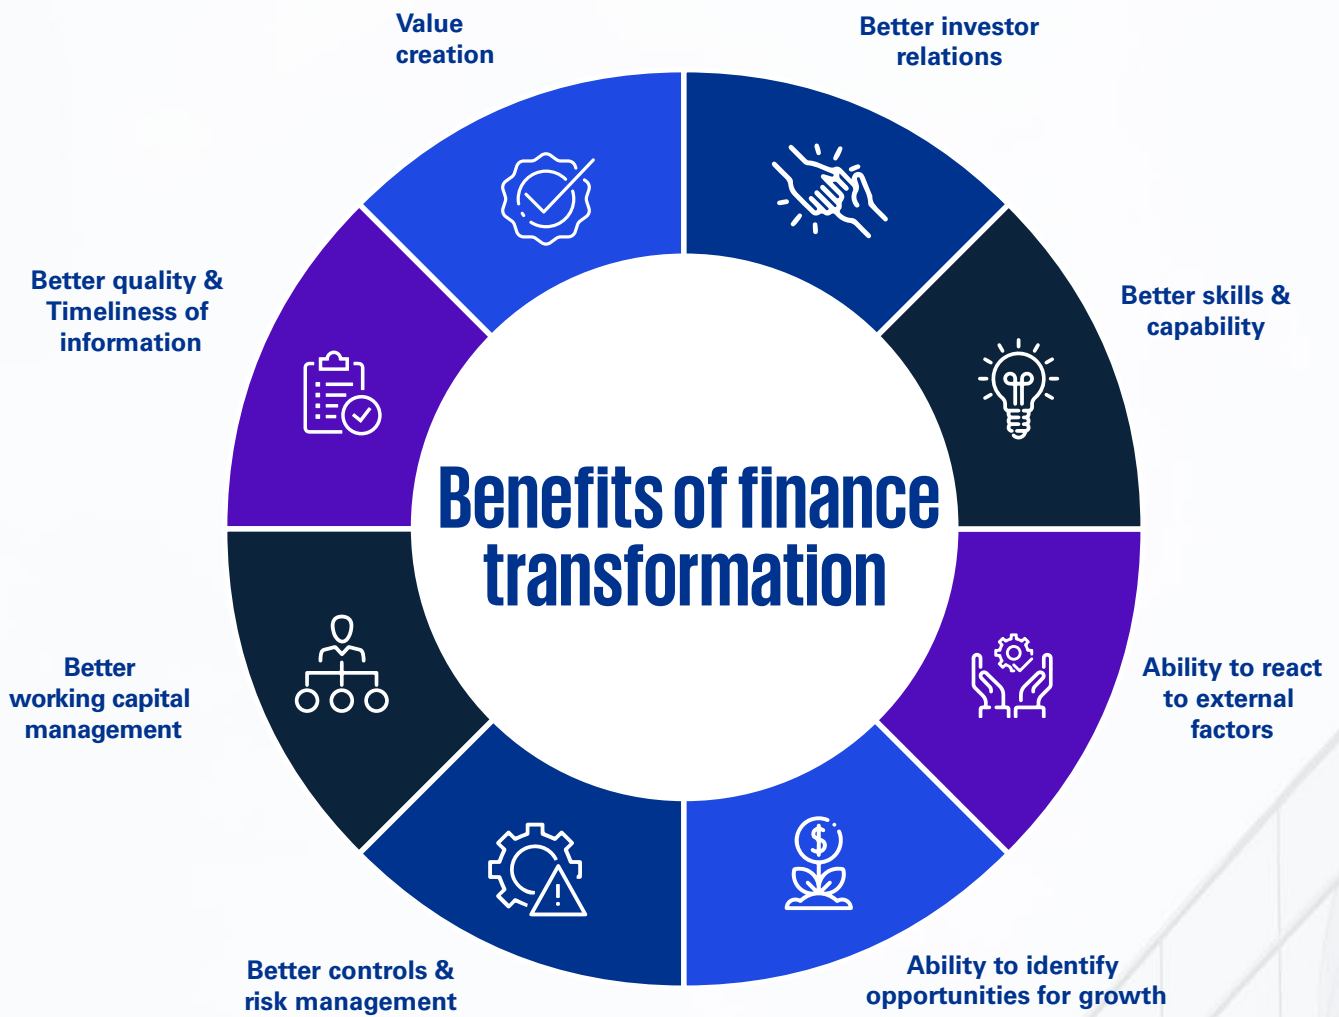 Value
creation
Better investor
relations
Better quality &
Timeliness of
information
Better skills &
capability
Benefits of finance
transformation
Better
working capital
management
Ability to react
to external
factors
$
Better controls &
risk management
Ability to identify
opportunities for growth